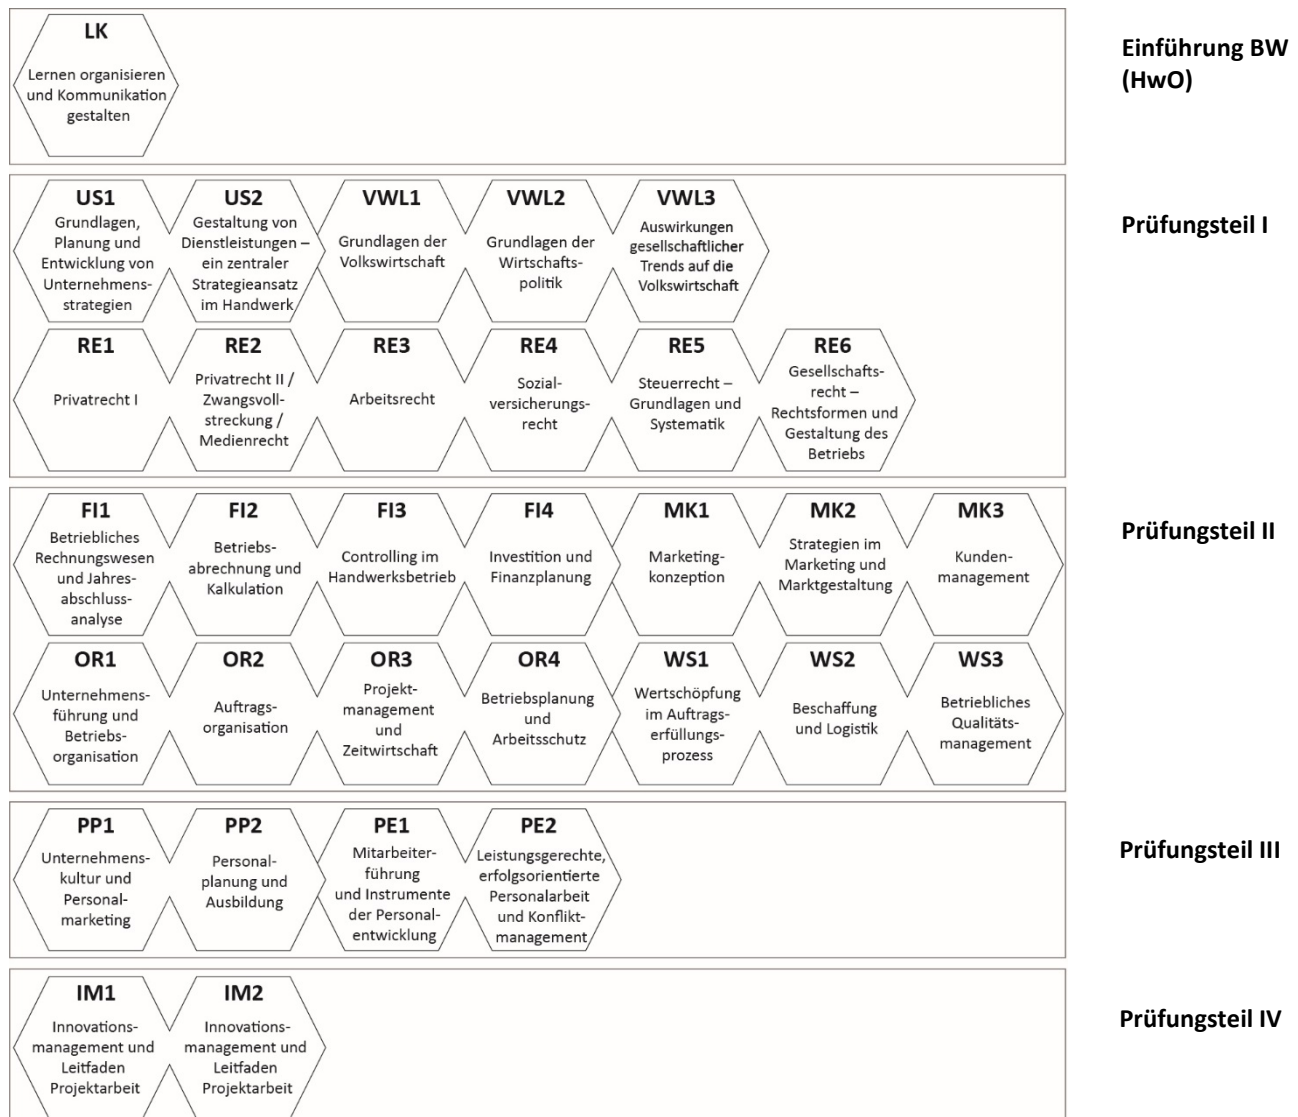 LK
Lernen organisieren
und Kommunikation
gestalten
Einführung BW
(HwO)
US1
Grundlagen,
Planung und
Entwicklung von
Unternehmens-
strategien
US2
Gestaltung von
Dienstleistungen –
ein zentraler
Strategieansatz
im Handwerk
VWL1
Grundlagen der
Volkswirtschaft
VWL2
Grundlagen der
Wirtschafts-
politik
VWL3
Auswirkungen
gesellschaftlicher
Trends auf die
Volkswirtschaft
Prüfungsteil I
RE1
Privatrecht I
RE2
Privatrecht II /
Zwangsvoll-
streckung /
Medienrecht
RE3
Arbeitsrecht
RE4
Sozial-
versicherungs-
recht
RE5
Steuerrecht –
Grundlagen und
Systematik
RE6
Gesellschafts-
recht –
Rechtsformen und
Gestaltung des
Betriebs
FI1
Betriebliches
Rechnungswesen
und Jahres-
abschluss-
analyse
FI2
Betriebs-
abrechnung und
Kalkulation
FI3
Controlling im
Handwerksbetrieb
FI4
Investition und
Finanzplanung
MK1
Marketing-
konzeption
MK2
Strategien im
Marketing und
Marktgestaltung
MK3
Kunden-
management
Prüfungsteil II
OR1
Unternehmens-
führung und
Betriebs-
organisation
OR2
Auftrags-
organisation
OR3
Projekt-
management
und
Zeitwirtschaft
OR4
Betriebsplanung
und
Arbeitsschutz
WS1
Wertschöpfung
im Auftrags-
erfüllungs-
prozess
WS2
Beschaffung
und Logistik
WS3
Betriebliches
Qualitäts-
management
PP1
Unternehmens-
kultur und
Personal-
marketing
PP2
Personal-
planung und
Ausbildung
PE1
Mitarbeiter-
führung
und Instrumente
der Personal-
entwicklung
PE2
Leistungsgerechte,
erfolgsorientierte
Personalarbeit
und Konflikt-
management
Prüfungsteil III
IM1
Innovations-
management und
Leitfaden
Projektarbeit
IM2
Innovations-
management und
Leitfaden
Projektarbeit
Prüfungsteil IV